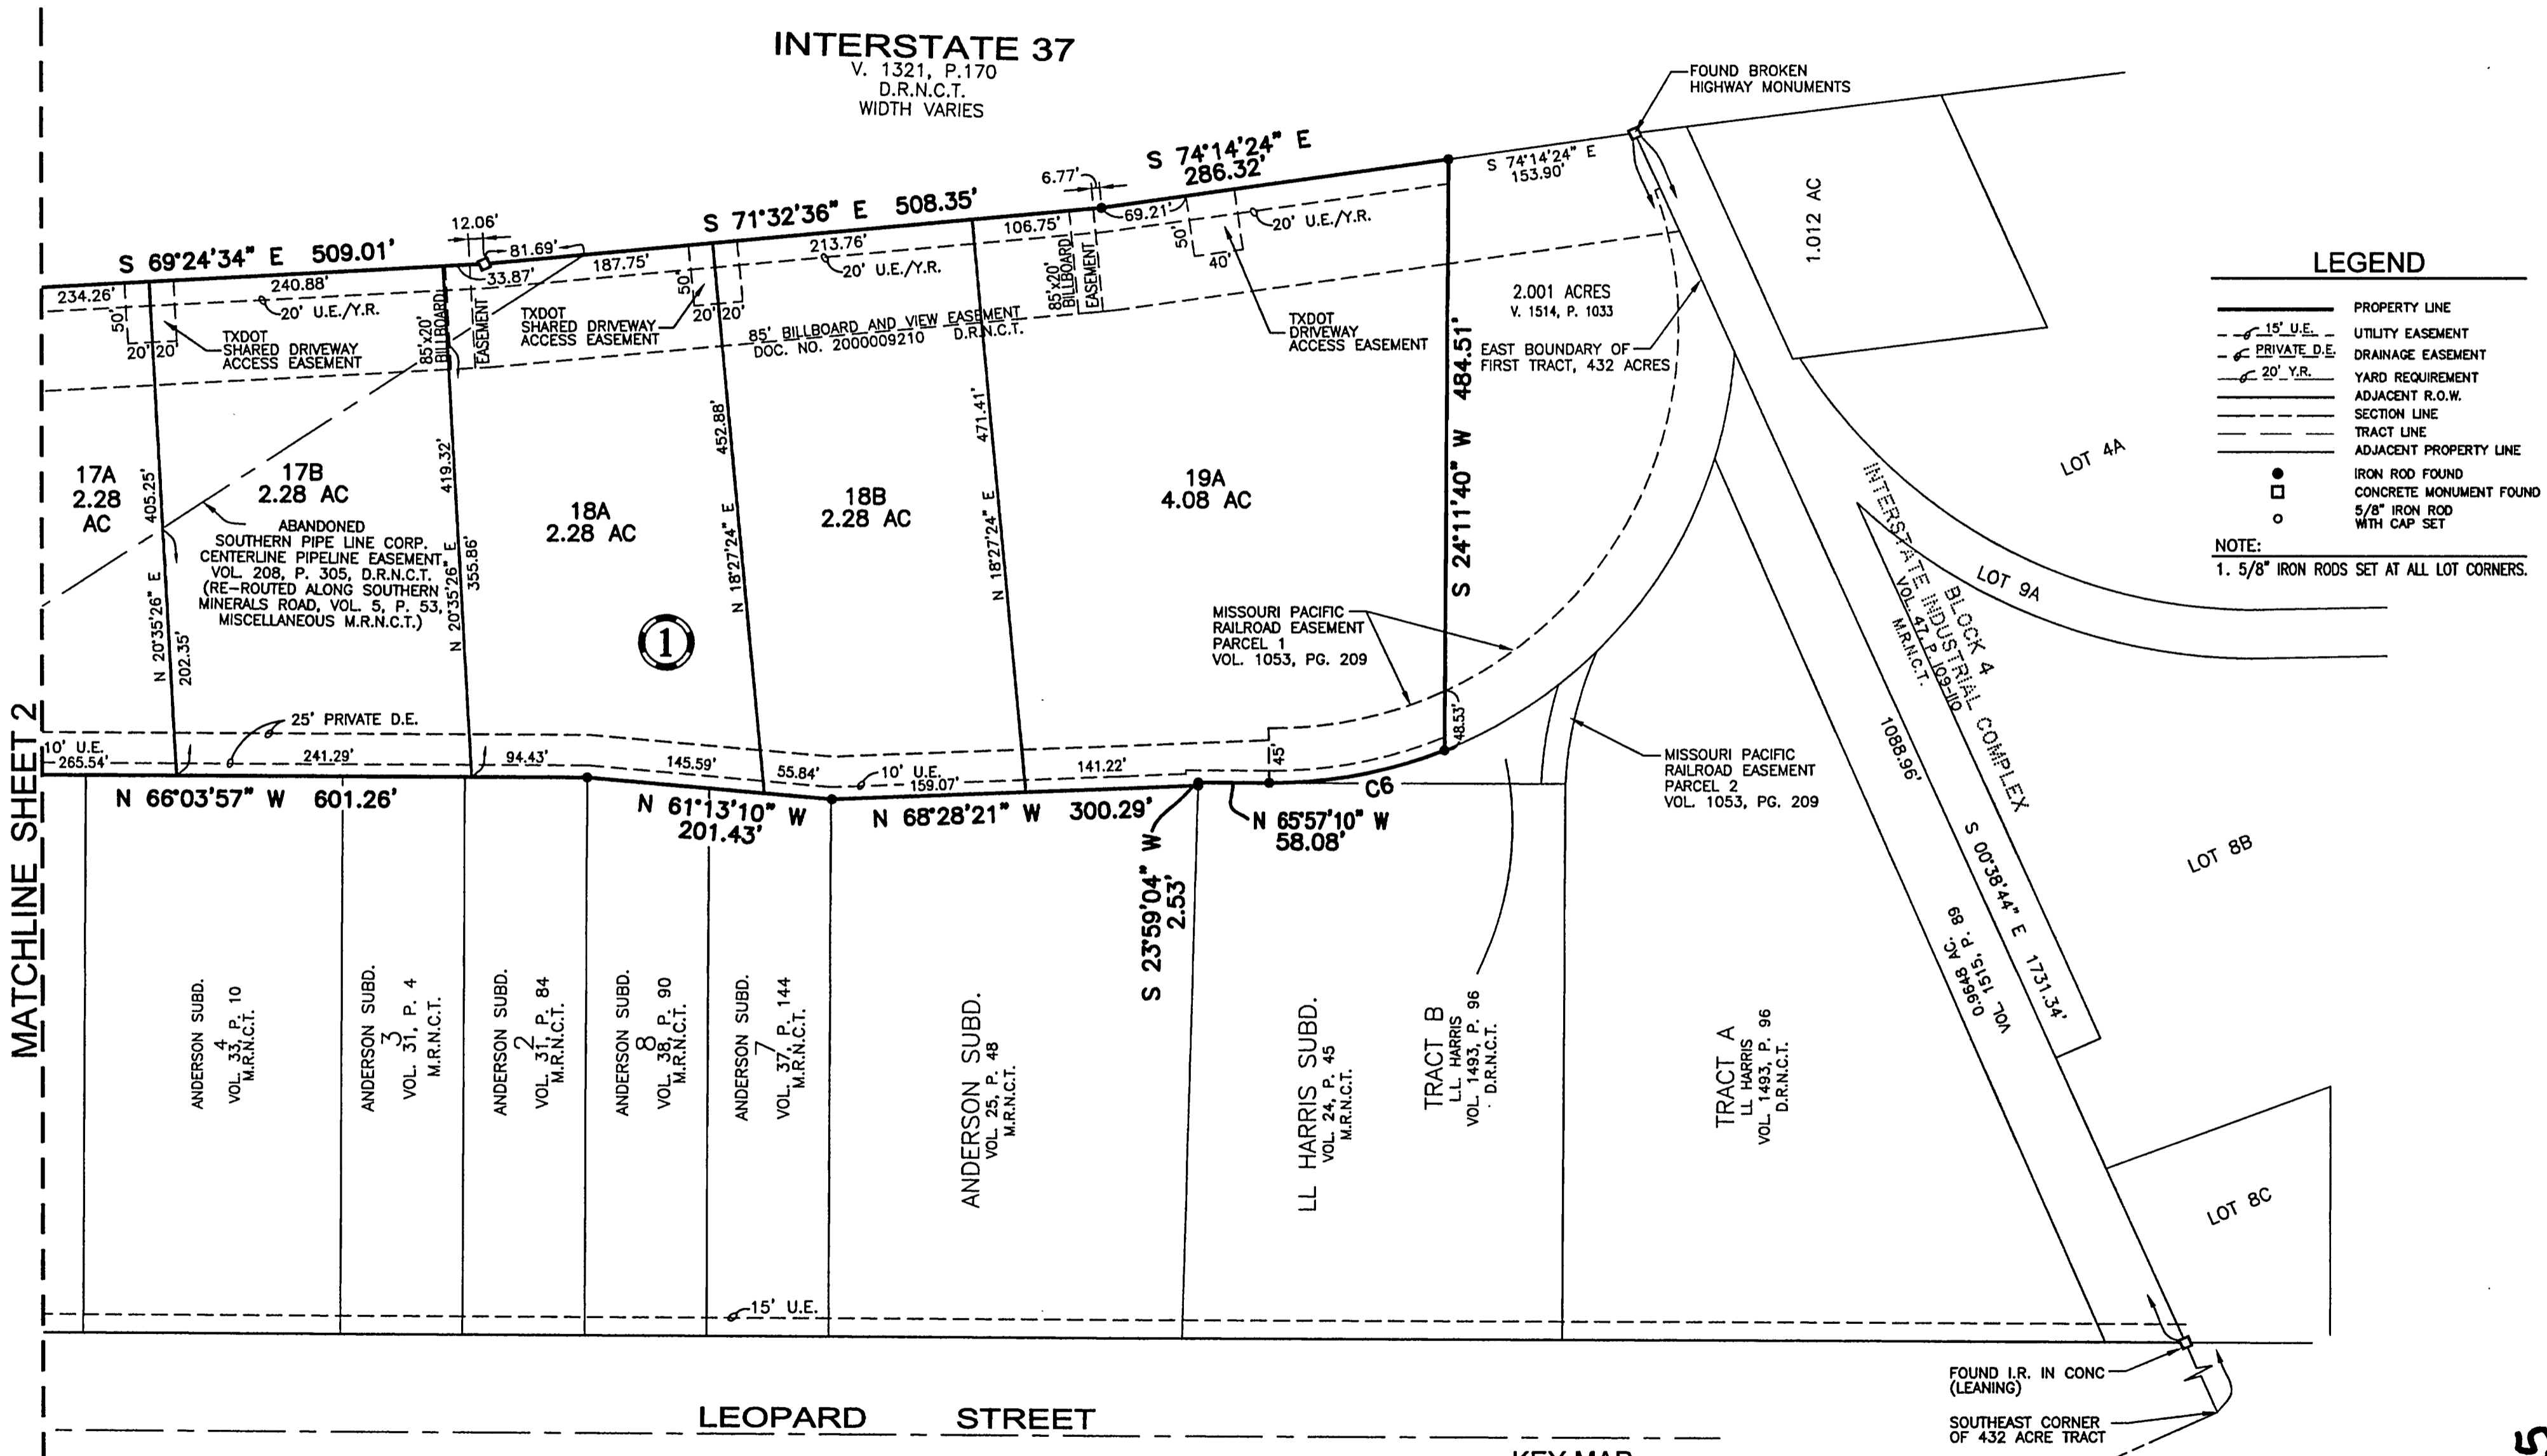 INTERSTATE 37
V. 1321, P.170
D.R.N.C.T.
WIDTH VARIES
FOUND BROKEN
HIGHWAY MONUMENTS
S 74°14'24" E
286.32'
S 74°14'24" E
153.90'
6.77'
69.21'
20' U.E./Y.R.
50'
40'
S 71°32'36" E 508.35'
12.06'
81.69'
33.87'
187.75'
213.76'
106.75'
20' U.E./Y.R.
S 69°24'34" E 509.01'
234.26'
240.88'
20' U.E./Y.R.
50'
20' 20'
TXDOT
SHARED DRIVEWAY
ACCESS EASEMENT
85'x20'
BILLBOARD
EASEMENT
TXDOT
SHARED DRIVEWAY
ACCESS EASEMENT
50'
20' 20'
85' BILLBOARD AND VIEW EASEMENT
DOC. NO. 2000009210 D.R.N.C.T.
85'x20'
BILLBOARD
EASEMENT
TXDOT
DRIVEWAY
ACCESS EASEMENT
2.001 ACRES
V. 1514, P. 1033
EAST BOUNDARY OF
FIRST TRACT, 432 ACRES
1.012 AC
LEGEND
PROPERTY LINE
15' U.E.
UTILITY EASEMENT
PRIVATE D.E.
DRAINAGE EASEMENT
20' Y.R.
YARD REQUIREMENT
ADJACENT R.O.W.
SECTION LINE
TRACT LINE
ADJACENT PROPERTY LINE
IRON ROD FOUND
CONCRETE MONUMENT FOUND
5/8" IRON ROD
WITH CAP SET
NOTE:
1. 5/8" IRON RODS SET AT ALL LOT CORNERS.
17A
2.28
AC
405.25'
N 20°35'26" E
202.35'
17B
2.28 AC
ABANDONED
SOUTHERN PIPE LINE CORP.
CENTERLINE PIPELINE EASEMENT
VOL. 208, P. 305, D.R.N.C.T.
(RE-ROUTED ALONG SOUTHERN
MINERALS ROAD, VOL. 5, P. 53,
MISCELLANEOUS M.R.N.C.T.)
419.32'
N 20°35'26" E
355.86'
18A
2.28 AC
1
452.88'
N 18°27'24" E
18B
2.28 AC
471.41'
N 18°27'24" E
19A
4.08 AC
S 24°11'40" W 484.51'
MISSOURI PACIFIC
RAILROAD EASEMENT
PARCEL 1
VOL. 1053, PG. 209
48.53'
45'
MISSOURI PACIFIC
RAILROAD EASEMENT
PARCEL 2
VOL. 1053, PG. 209
LOT 4A
LOT 9A
BLOCK 4
INTERSTATE INDUSTRIAL COMPLEX
VOL. 47, P. 109-110
M.R.N.C.T.
LOT 8B
LOT 8C
1088.96'
S 00°38'44" E 1731.34'
0.9648 AC.
VOL. 1515, P. 89
MATCHLINE SHEET 2
25' PRIVATE D.E.
10' U.E.
265.54'
241.29'
94.43'
145.59'
55.84'
10' U.E.
159.07'
141.22'
N 66°03'57" W 601.26'
N 61°13'10" W
201.43'
N 68°28'21" W 300.29'
S 23°59'04" W
2.53'
N 65°57'10" W
58.08'
C6
ANDERSON SUBD.
4
VOL. 33, P. 10
M.R.N.C.T.
ANDERSON SUBD.
3
VOL. 31, P. 4
M.R.N.C.T.
ANDERSON SUBD.
2
VOL. 31, P. 84
M.R.N.C.T.
ANDERSON SUBD.
8
VOL. 38, P. 90
M.R.N.C.T.
ANDERSON SUBD.
7
VOL. 37, P. 144
M.R.N.C.T.
ANDERSON SUBD.
VOL. 25, P. 48
M.R.N.C.T.
LL HARRIS SUBD.
VOL. 24, P. 45
M.R.N.C.T.
TRACT B
L.L. HARRIS
VOL. 1493, P. 96
D.R.N.C.T.
TRACT A
LL HARRIS
VOL. 1493, P. 96
D.R.N.C.T.
15' U.E.
LEOPARD STREET
FOUND I.R. IN CONC
(LEANING)
SOUTHEAST CORNER
OF 432 ACRE TRACT
KEY MAP